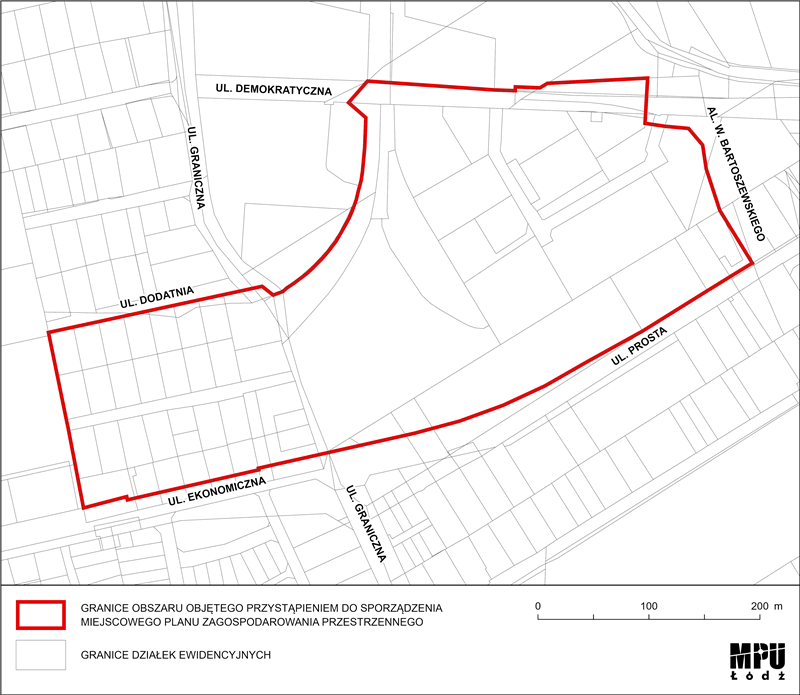 UL. DEMOKRATYCZNA
AL. W. BARTOSZEWSKIEGO
UL. GRANICZNA
UL. DODATNIA
UL. PROSTA
UL. EKONOMICZNA
UL. GRANICZNA
GRANICE OBSZARU OBJĘTEGO PRZYSTĄPIENIEM DO SPORZĄDZENIA
MIEJSCOWEGO PLANU ZAGOSPODAROWANIA PRZESTRZENNEGO
0 100 200 m
GRANICE DZIAŁEK EWIDENCYJNYCH
MPU
Łódź